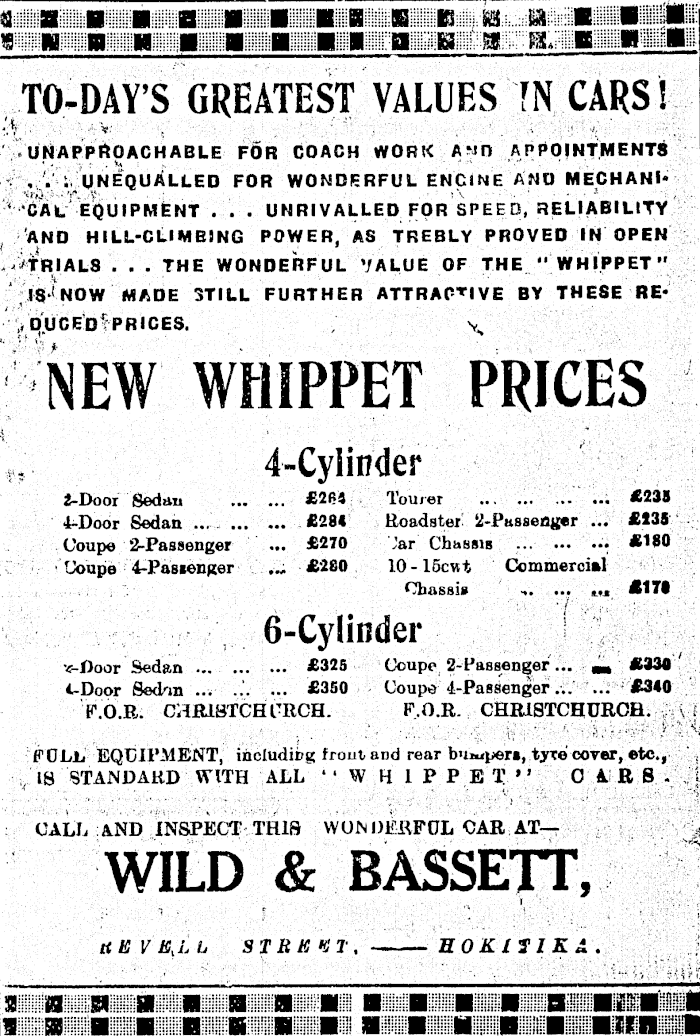 TO-DAY'S GREATEST VALUES IN CARS!
UNAPPROACHABLE FOR COACH WORK AND APPOINTMENTS
. . . UNEQUALLED FOR WONDERFUL ENGINE AND MECHANI-
CAL EQUIPMENT . . . UNRIVALLED FOR SPEED, RELIABILITY
AND HILL-CLIMBING POWER, AS TREBLY PROVED IN OPEN
TRIALS . . . THE WONDERFUL VALUE OF THE "WHIPPET"
IS NOW MADE STILL FURTHER ATTRACTIVE BY THESE RE-
DUCED PRICES.
NEW WHIPPET PRICES
4-Cylinder
2-Door Sedan ... ... £264
4-Door Sedan ... ... ... £284
Coupe 2-Passenger ... £270
Coupe 4-Passenger ... £280
Tourer ... ... ... ... £235
Roadster 2-Passenger ... £235
Car Chassis ... ... ... £180
10-15cwt Commercial
Chassis ... ... ...
6-Cylinder
2-Door Sedan ... ... ... £325
4-Door Sedan ... ... ... £350
F.O.R. CHRISTCHURCH.
Coupe 2-Passenger ... ... £330
Coupe 4-Passenger ... ... £340
F.O.R. CHRISTCHURCH.
FULL EQUIPMENT, including front and rear bumpers, tyre cover, etc.,
IS STANDARD WITH ALL "WHIPPET" CARS.
CALL AND INSPECT THIS WONDERFUL CAR AT—
WILD & BASSETT,
REVELL STREET, —— HOKITIKA.